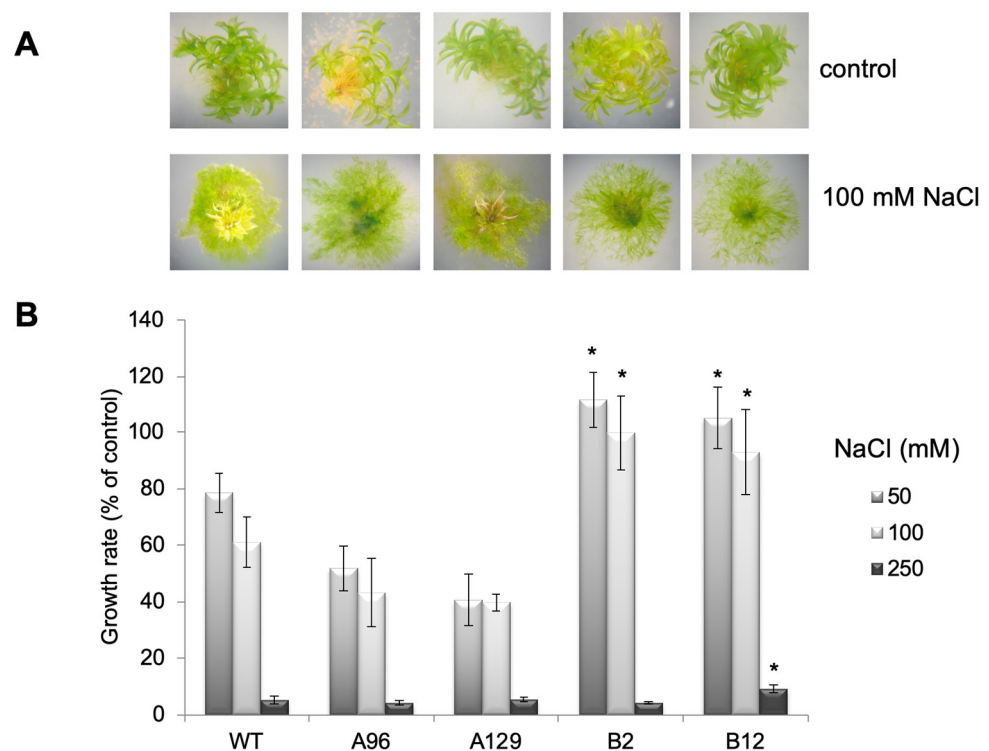 A
control
100 mM NaCl
B
Growth rate (% of control)
140
120
100
80
60
40
20
0
* * * * *
WT A96 A129 B2 B12
NaCl (mM)
50
100
250